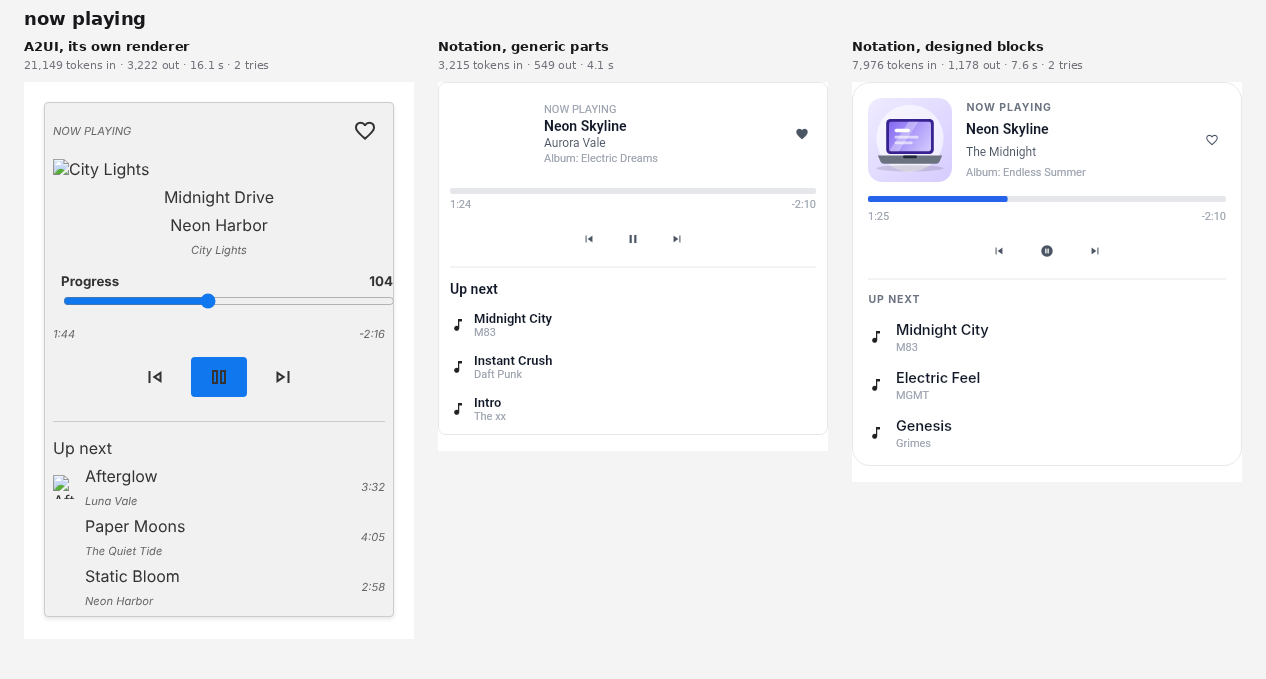 now playing
A2UI, its own renderer
21,149 tokens in · 3,222 out · 16.1 s · 2 tries
NOW PLAYING
City Lights
Midnight Drive
Neon Harbor
City Lights
Progress 104
1:44 -2:16
Up next
Afterglow
Luna Vale
3:32
Paper Moons
The Quiet Tide
4:05
Static Bloom
Neon Harbor
2:58
Notation, generic parts
3,215 tokens in · 549 out · 4.1 s
NOW PLAYING
Neon Skyline
Aurora Vale
Album: Electric Dreams
1:24 -2:10
Up next
Midnight City
M83
Instant Crush
Daft Punk
Intro
The xx
Notation, designed blocks
7,976 tokens in · 1,178 out · 7.6 s · 2 tries
NOW PLAYING
Neon Skyline
The Midnight
Album: Endless Summer
1:25 -2:10
UP NEXT
Midnight City
M83
Electric Feel
MGMT
Genesis
Grimes